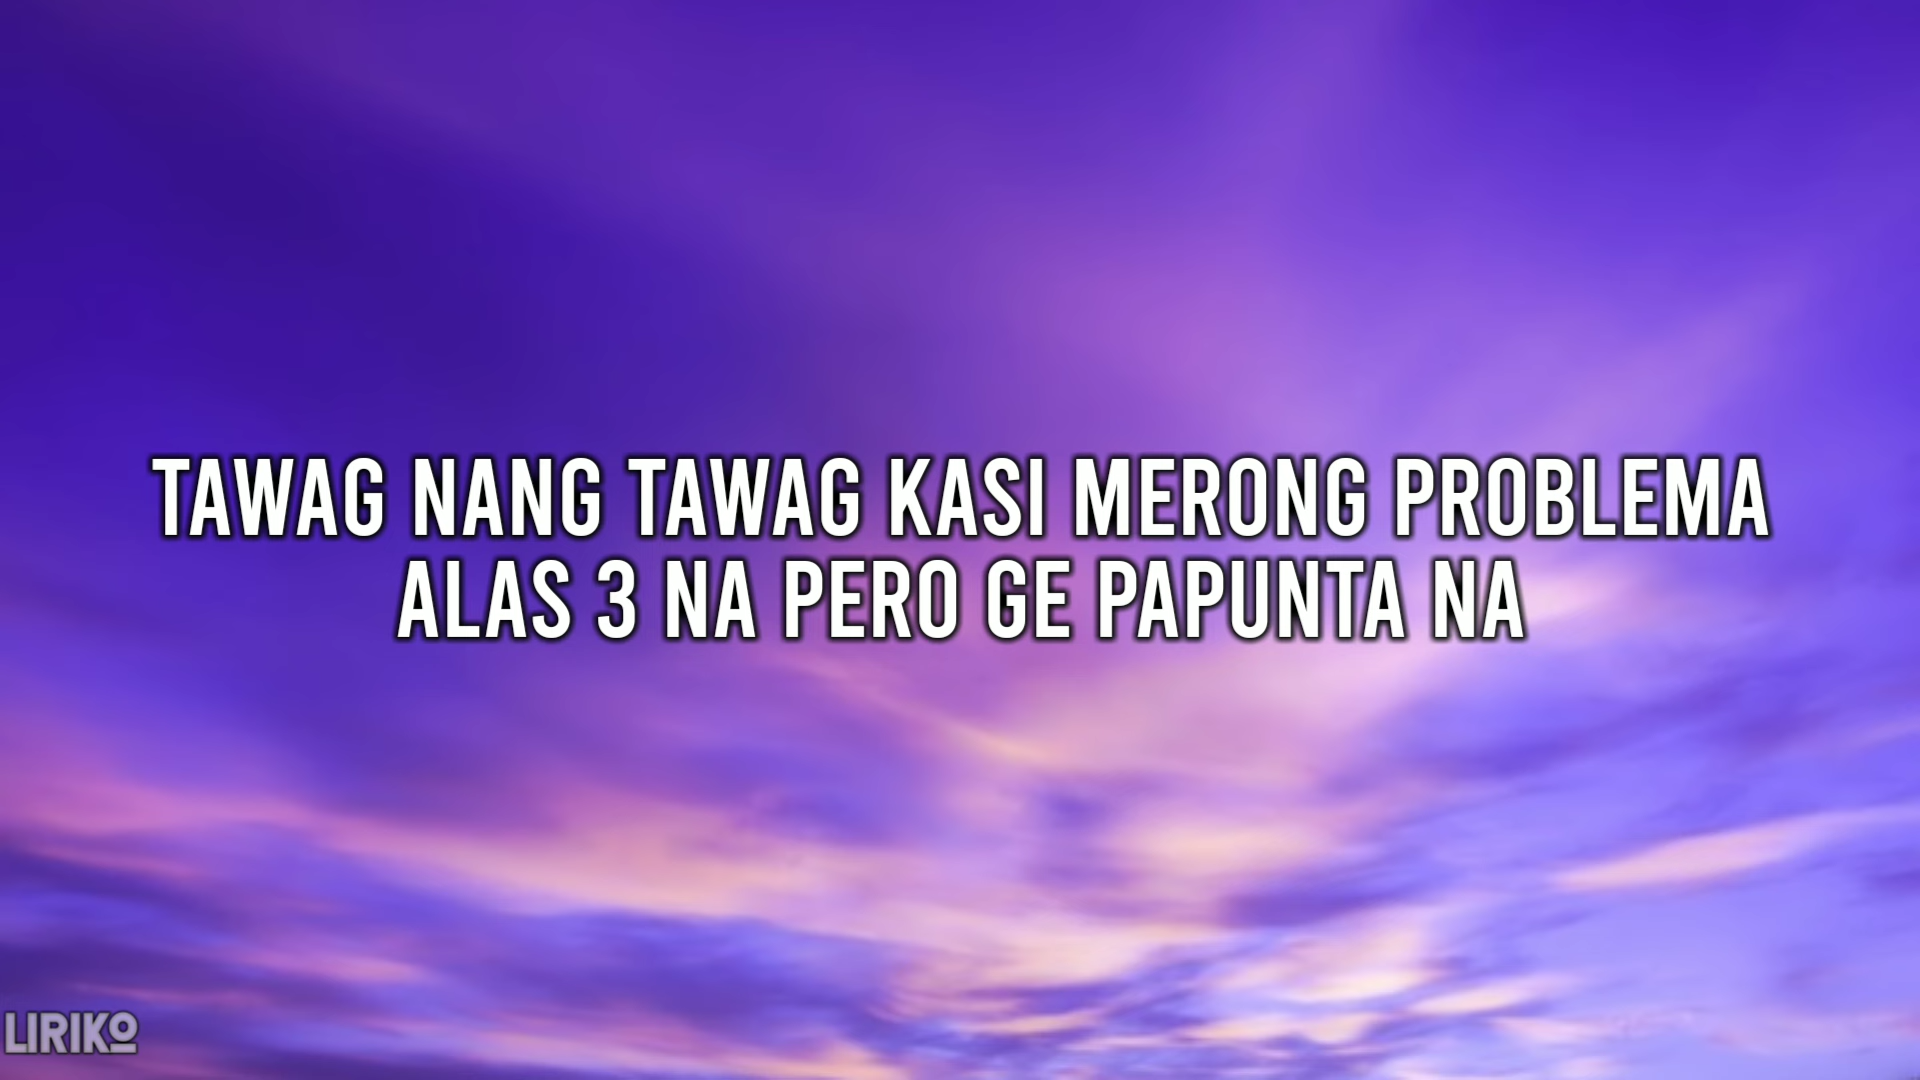 TAWAG NANG TAWAG KASI MERONG PROBLEMA
ALAS 3 NA PERO GE PAPUNTA NA
LIRIKO